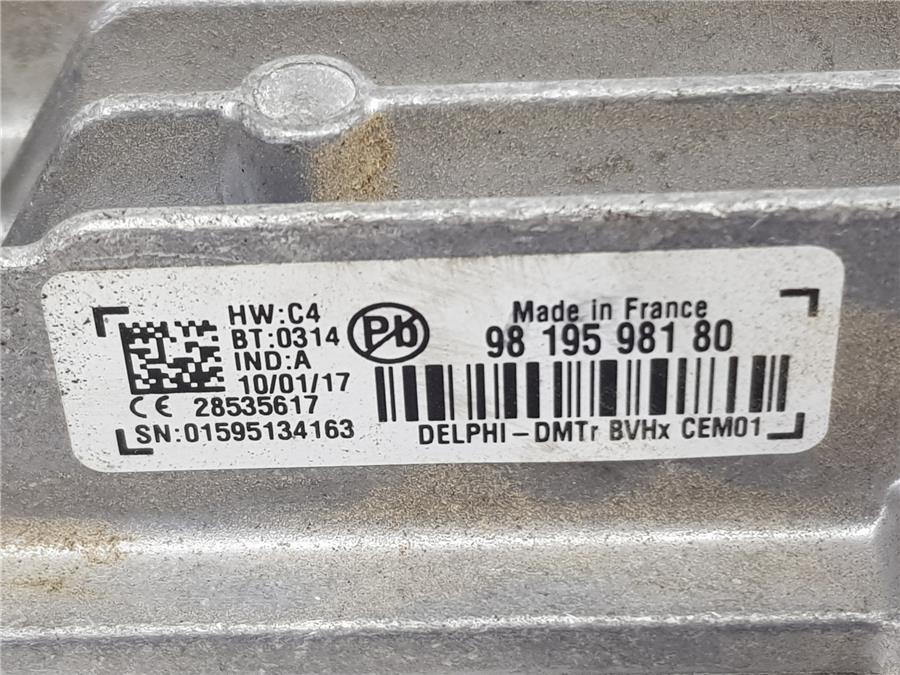 HW:C4
BT:0314
IND:A
10/01/17
CE 28535617
SN:01595134163
Pb
Made in France
98 195 981 80
DELPHI-DMTr BVHx CEM01